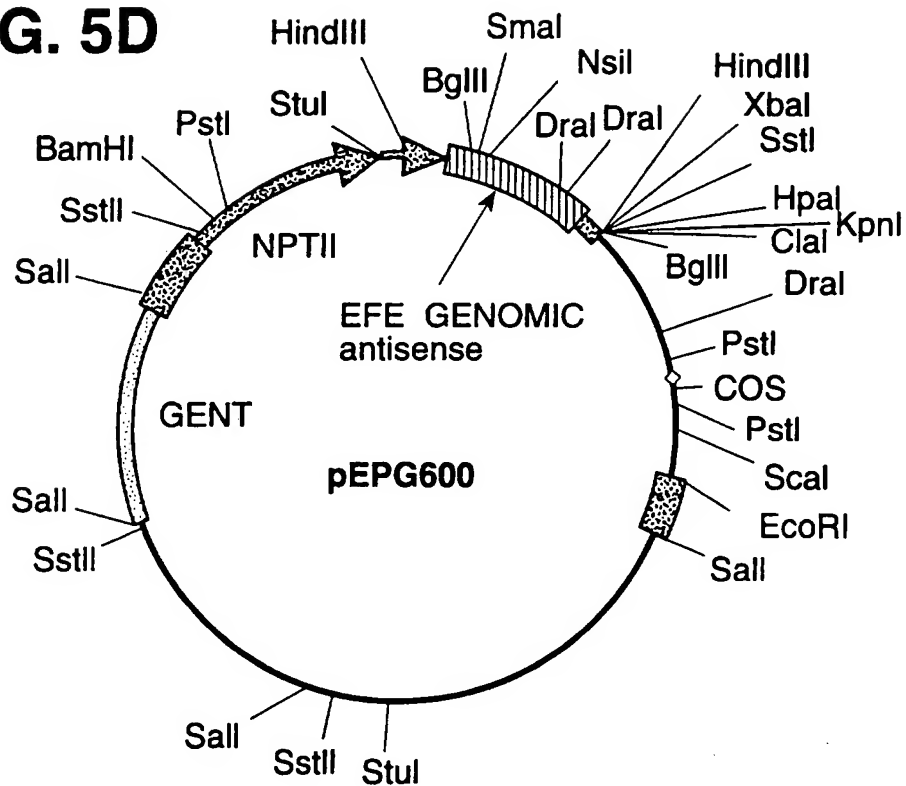 G. 5D
HindIII
SmaI
NsiI
BglII
StuI
DraI
DraI
HindIII
XbaI
SstI
HpaI
KpnI
ClaI
BglII
DraI
PstI
COS
PstI
ScaI
EcoRI
SalI
StuI
SstII
SalI
SstII
SalI
SalI
SstII
BamHI
PstI
NPTII
EFE GENOMIC
antisense
GENT
pEPG600